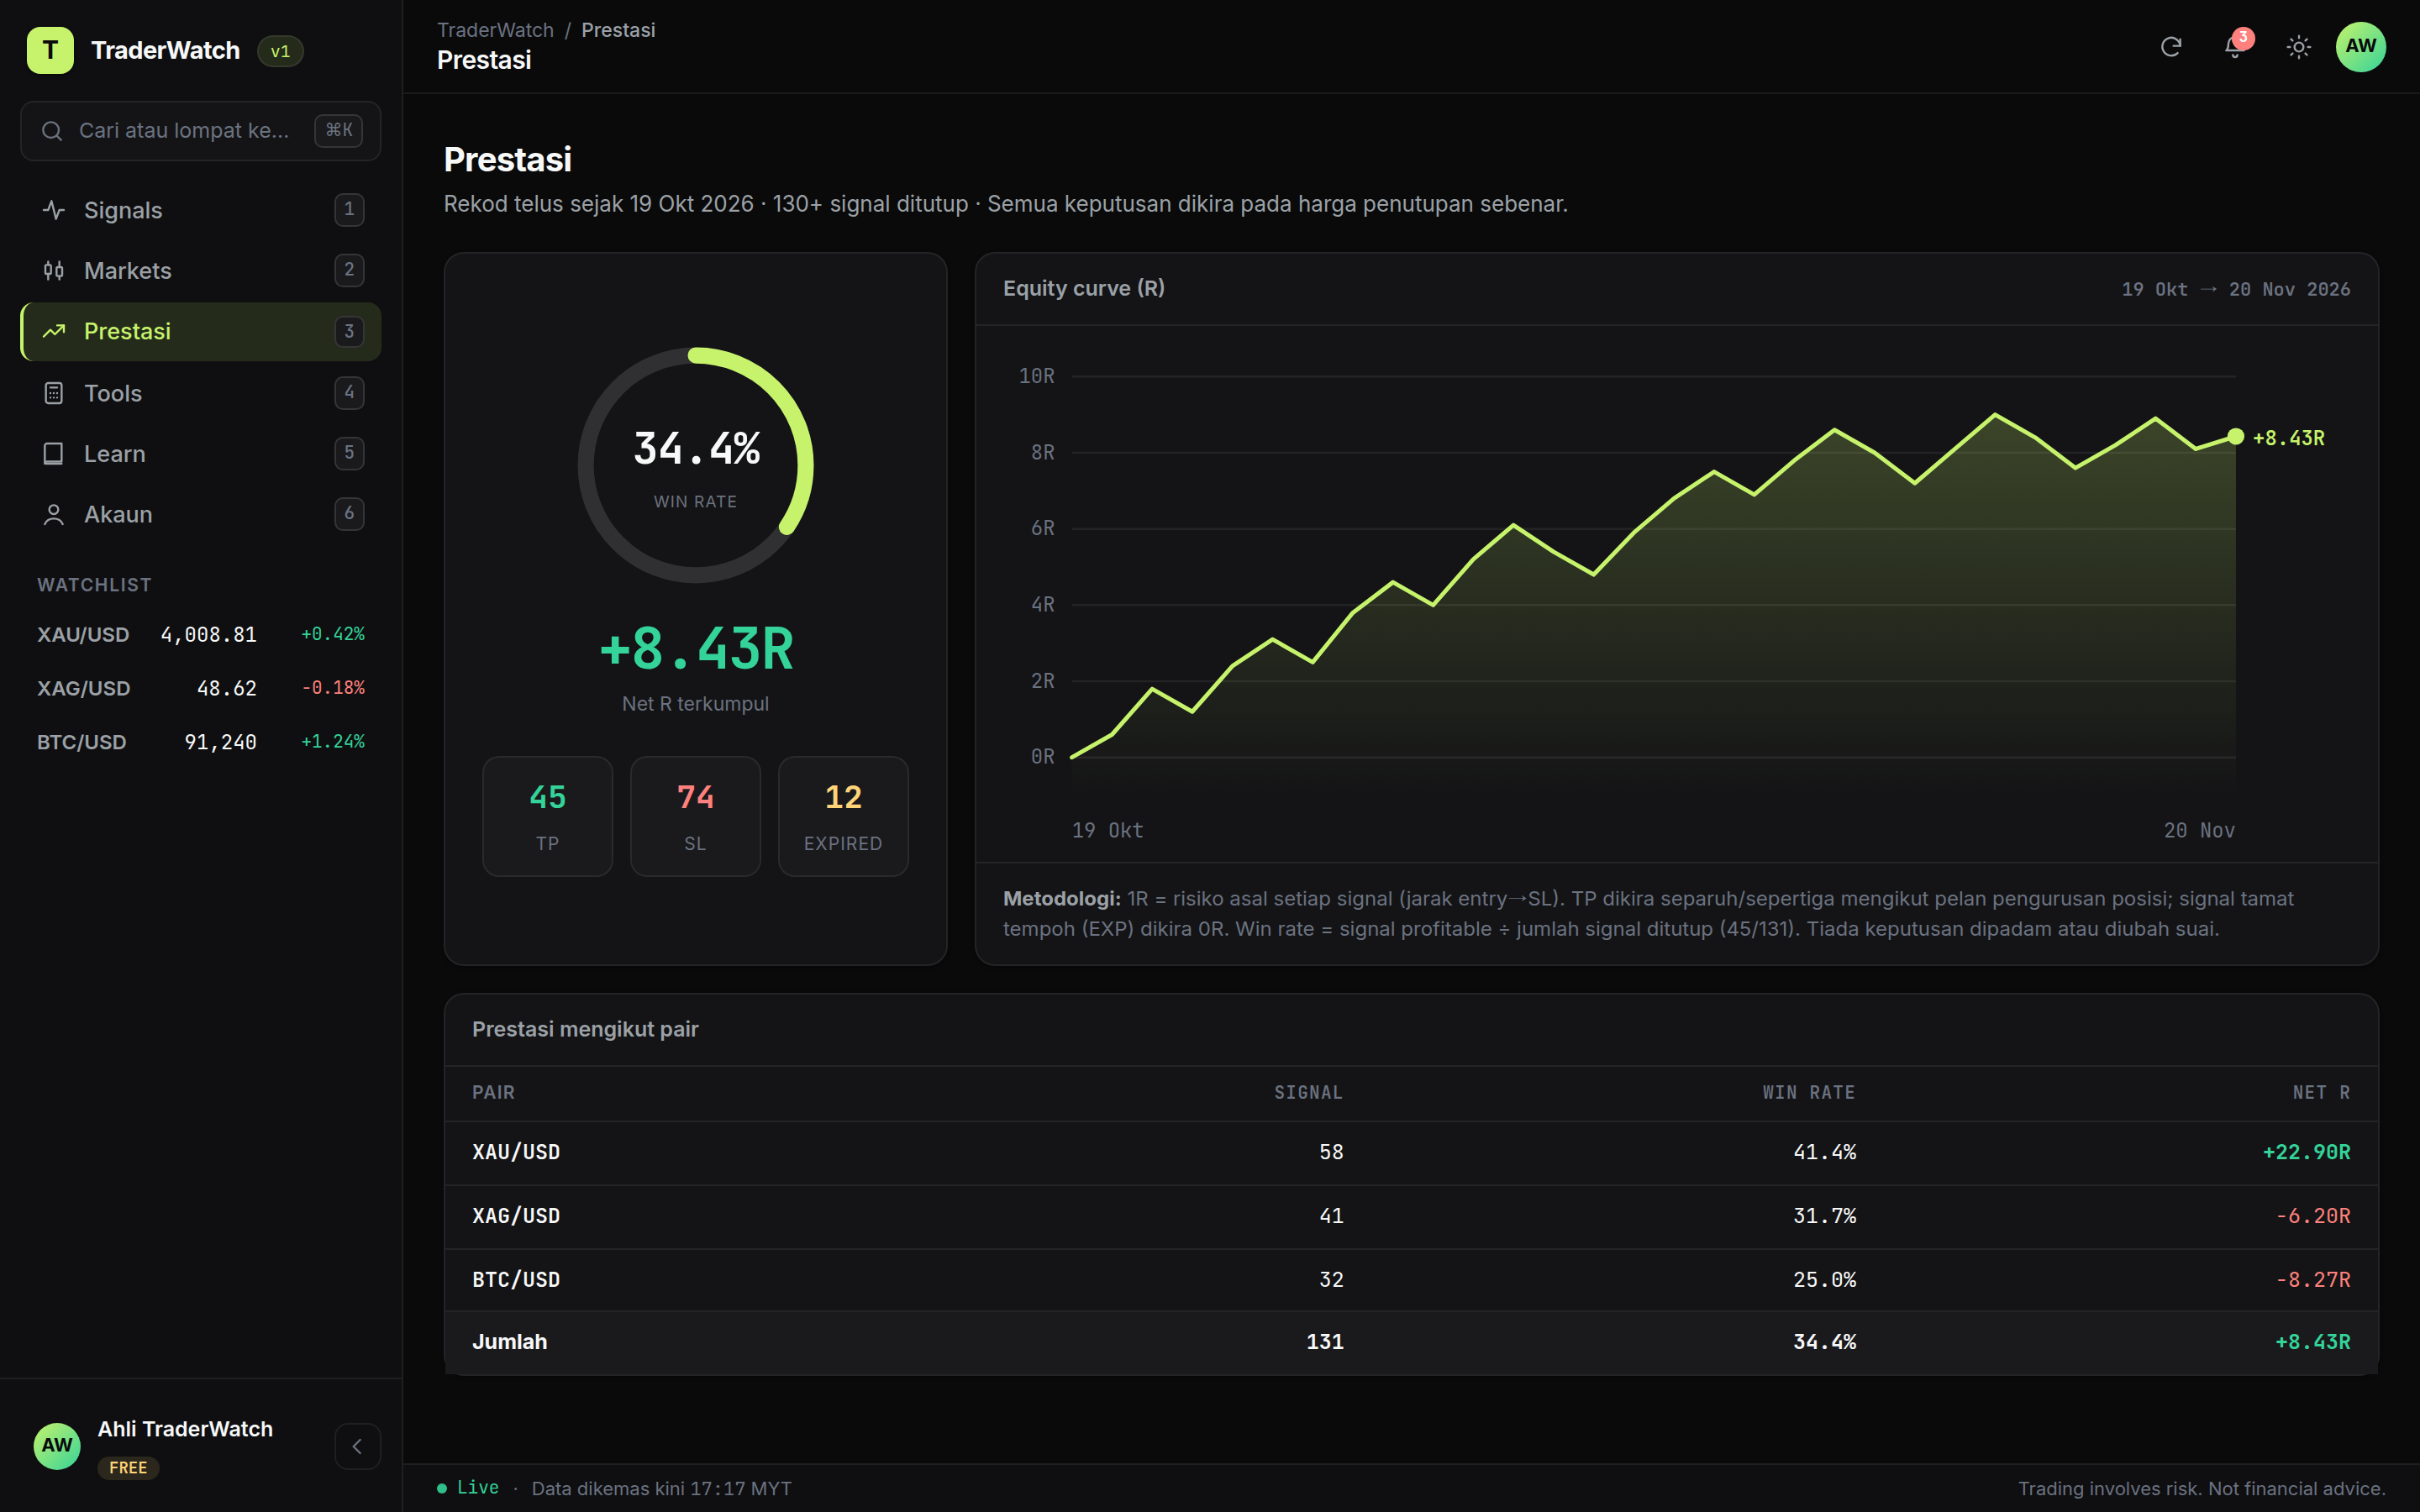 T TraderWatch v1
Cari atau lompat ke... ⌘K
Signals 1
Markets 2
Prestasi 3
Tools 4
Learn 5
Akaun 6
WATCHLIST
XAU/USD 4,008.81 +0.42%
XAG/USD 48.62 -0.18%
BTC/USD 91,240 +1.24%
AW Ahli TraderWatch
FREE
TraderWatch / Prestasi
Prestasi
3
AW
Prestasi
Rekod telus sejak 19 Okt 2026 · 130+ signal ditutup · Semua keputusan dikira pada harga penutupan sebenar.
34.4%
WIN RATE
+8.43R
Net R terkumpul
45 74 12
TP SL EXPIRED
Equity curve (R) 19 Okt → 20 Nov 2026
10R
8R
6R
4R
2R
0R
+8.43R
19 Okt 20 Nov
Metodologi: 1R = risiko asal setiap signal (jarak entry→SL). TP dikira separuh/sepertiga mengikut pelan pengurusan posisi; signal tamat
tempoh (EXP) dikira 0R. Win rate = signal profitable ÷ jumlah signal ditutup (45/131). Tiada keputusan dipadam atau diubah suai.
Prestasi mengikut pair
PAIR SIGNAL WIN RATE NET R
XAU/USD 58 41.4% +22.90R
XAG/USD 41 31.7% -6.20R
BTC/USD 32 25.0% -8.27R
Jumlah 131 34.4% +8.43R
Live · Data dikemas kini 17:17 MYT
Trading involves risk. Not financial advice.